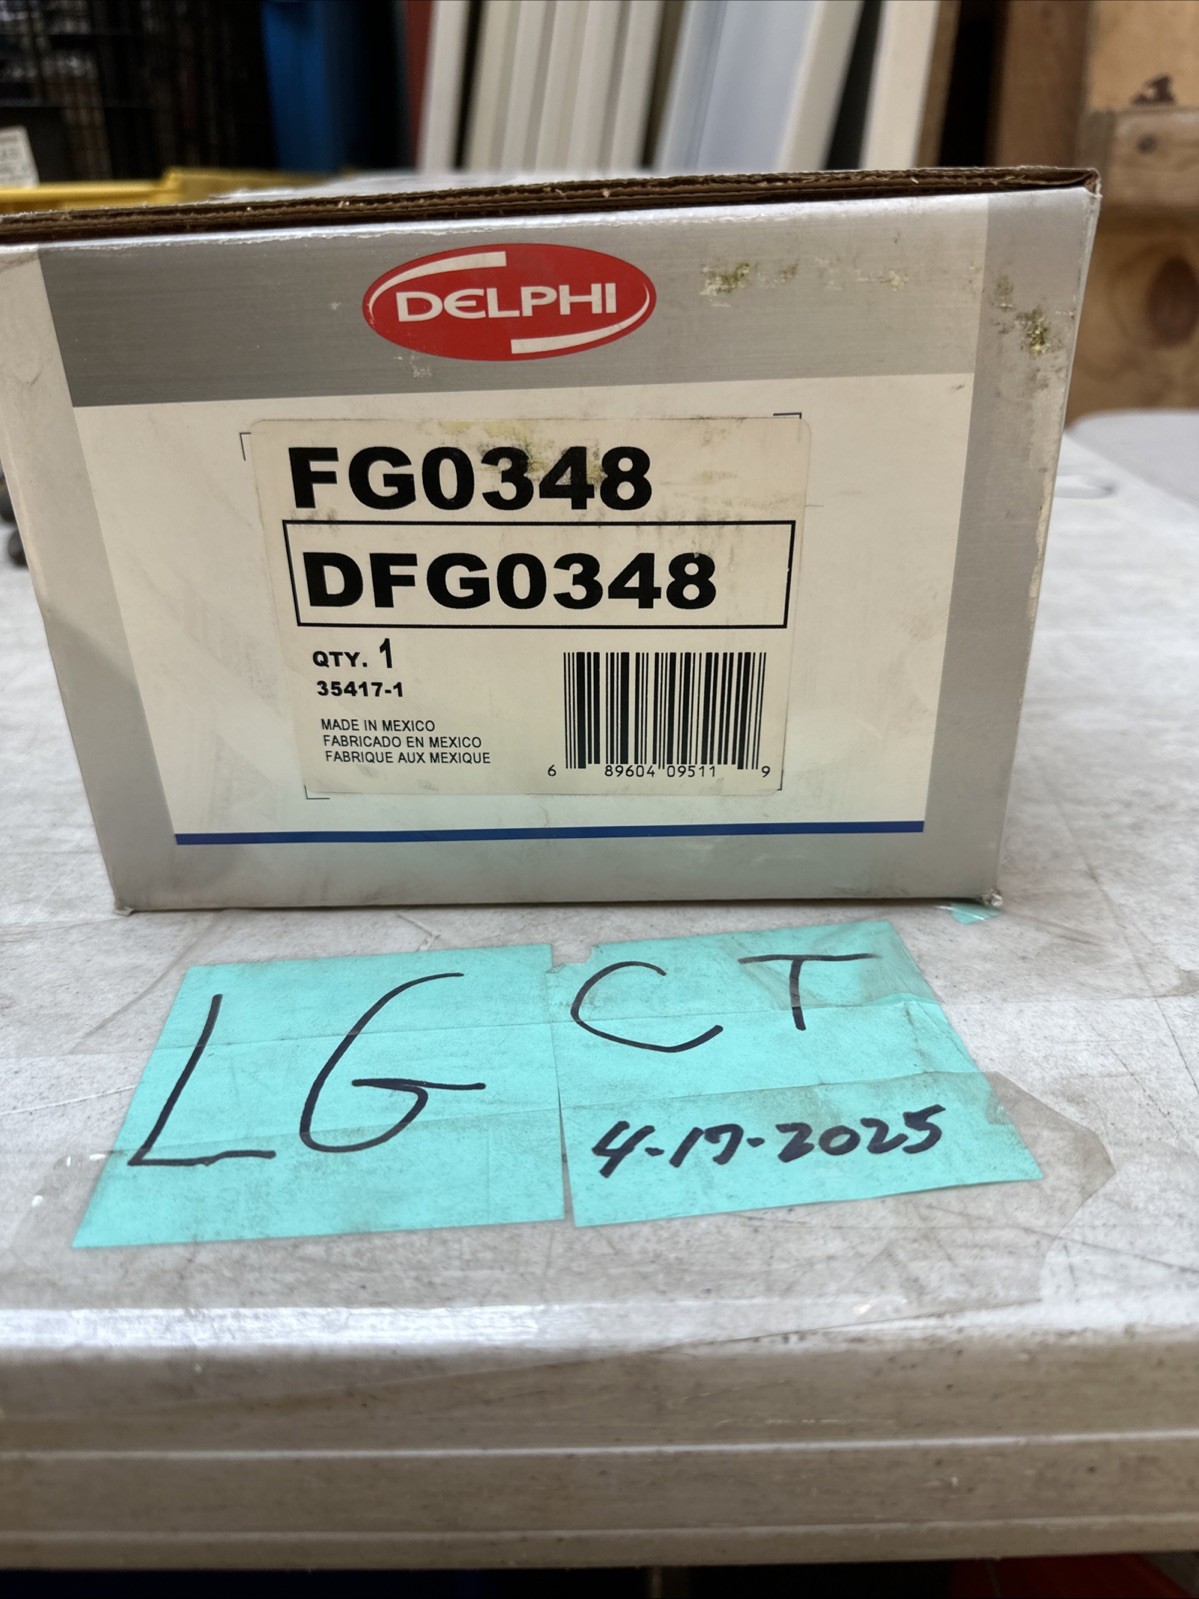 DELPHI
FG0348
DFG0348
QTY. 1
35417-1
MADE IN MEXICO
FABRICADO EN MEXICO
FABRIQUE AUX MEXIQUE
6 89604 09511 9
LG CT
4-17-2025